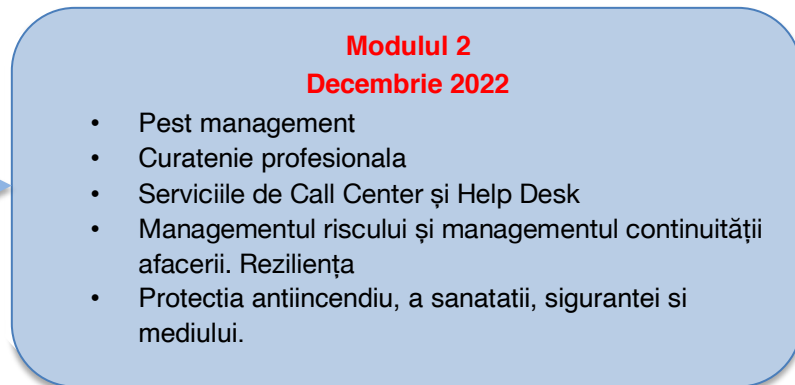 Modulul 2
Decembrie 2022
• Pest management
• Curatenie profesionala
• Serviciile de Call Center și Help Desk
• Managementul riscului și managementul continuității
afacerii. Reziliența
• Protectia antiincendiu, a sanatatii, sigurantei si
mediului.